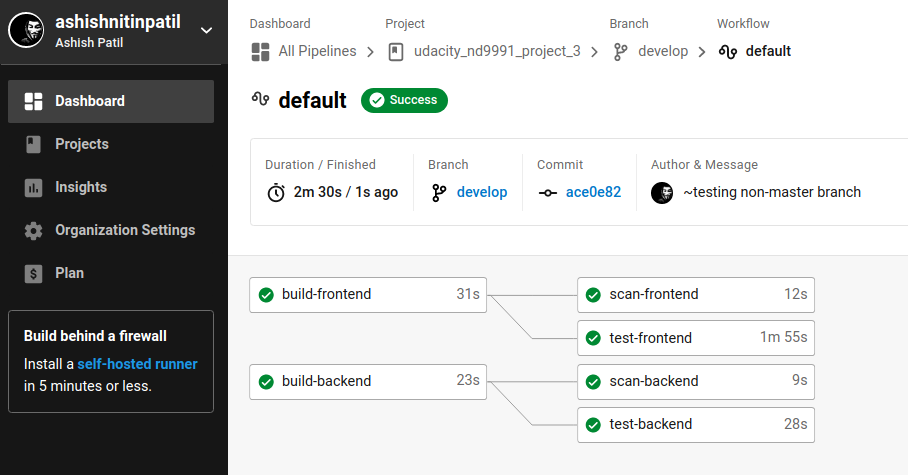 ashishnitinpatil
Ashish Patil
Dashboard
Projects
Insights
Organization Settings
Plan
Build behind a firewall
Install a self-hosted runner
in 5 minutes or less.
Dashboard Project Branch Workflow
All Pipelines udacity_nd9991_project_3 develop default
default Success
Duration / Finished Branch Commit Author & Message
2m 30s / 1s ago develop ace0e82 ~testing non-master branch
build-frontend 31s scan-frontend 12s
test-frontend 1m 55s
build-backend 23s scan-backend 9s
test-backend 28s